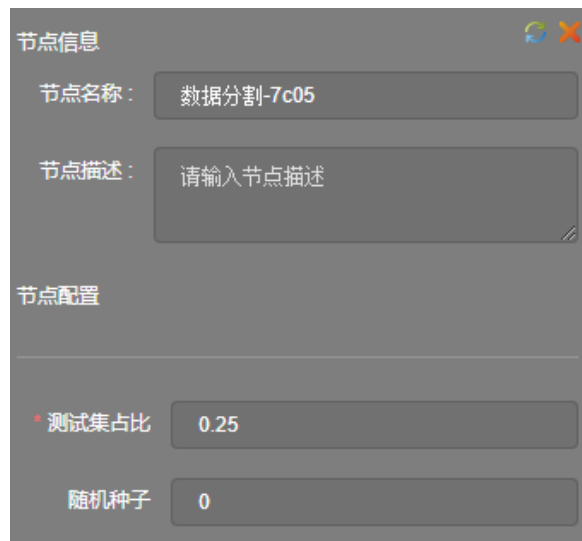 节点信息
节点名称 : 数据分割-7c05
节点描述 : 请输入节点描述
节点配置
* 测试集占比 0.25
随机种子 0